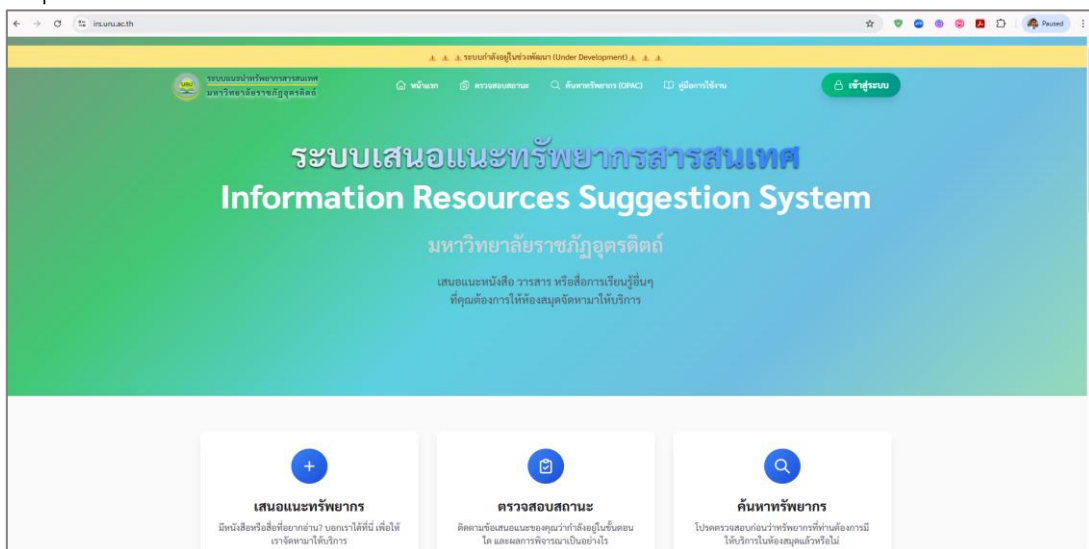 irs.uru.ac.th
Paused
ระบบกำลังอยู่ในช่วงพัฒนา (Under Development)
ระบบแนะนำทรัพยากรสารสนเทศ
มหาวิทยาลัยราชภัฏอุตรดิตถ์
หน้าแรก ตรวจสอบสถานะ ค้นหาทรัพยากร (OPAC) คู่มือการใช้งาน เข้าสู่ระบบ
ระบบเสนอแนะทรัพยากรสารสนเทศ
Information Resources Suggestion System
มหาวิทยาลัยราชภัฏอุตรดิตถ์
เสนอแนะหนังสือ วารสาร หรือสื่อการเรียนรู้อื่นๆ
ที่คุณต้องการให้ห้องสมุดจัดหามาให้บริการ
เสนอแนะทรัพยากร
มีหนังสือหรือสื่อที่อยากอ่าน? บอกเราได้ที่นี่ เพื่อให้
เราจัดหามาให้บริการ
ตรวจสอบสถานะ
ติดตามข้อเสนอแนะของคุณว่ากำลังอยู่ในขั้นตอน
ใด และผลการพิจารณาเป็นอย่างไร
ค้นหาทรัพยากร
โปรดตรวจสอบก่อนว่าทรัพยากรที่ท่านต้องการมี
ให้บริการในห้องสมุดแล้วหรือไม่